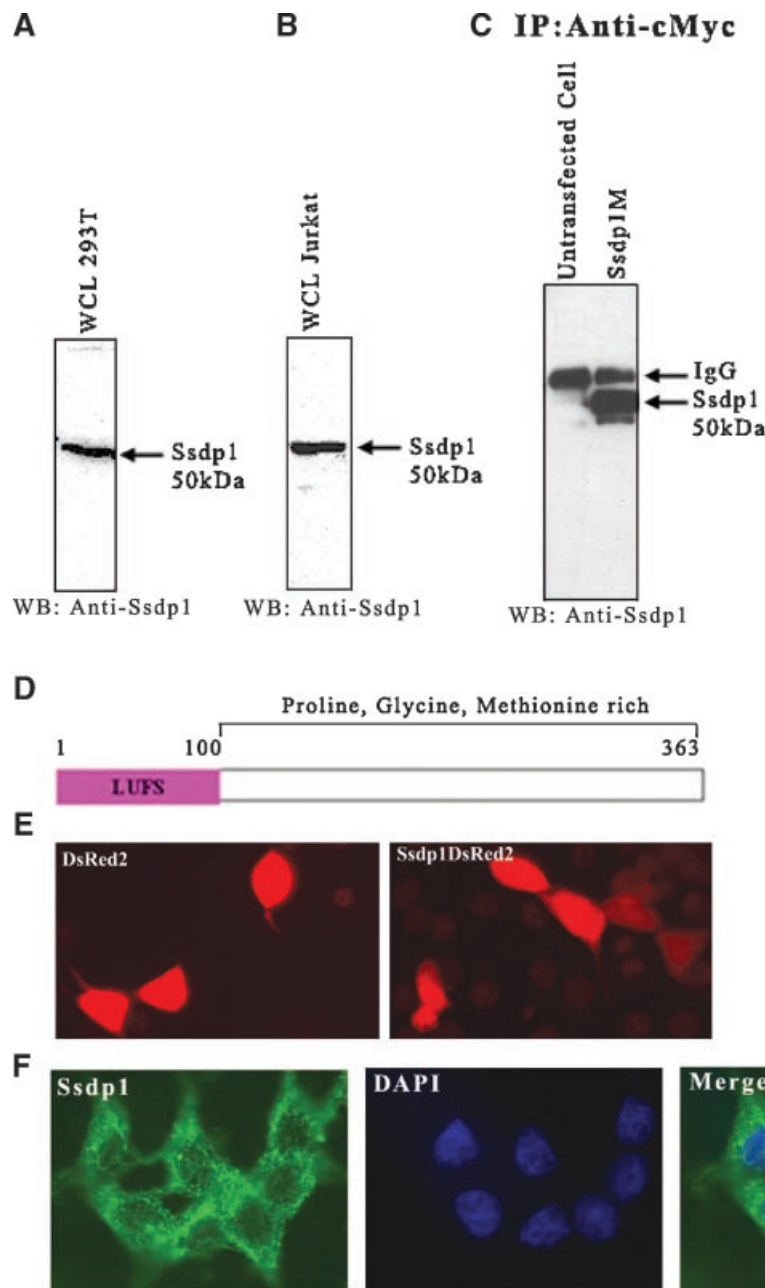 A
B
C
IP:Anti-cMyc
WCL 293T
WCL Jurkat
Untransfected Cell
Ssdp1M
Ssdp1
50kDa
Ssdp1
50kDa
IgG
Ssdp1
50kDa
WB: Anti-Ssdp1
WB: Anti-Ssdp1
WB: Anti-Ssdp1
D
Proline, Glycine, Methionine rich
1
100
363
LUFS
E
DsRed2
Ssdp1DsRed2
F
Ssdp1
DAPI
Merge